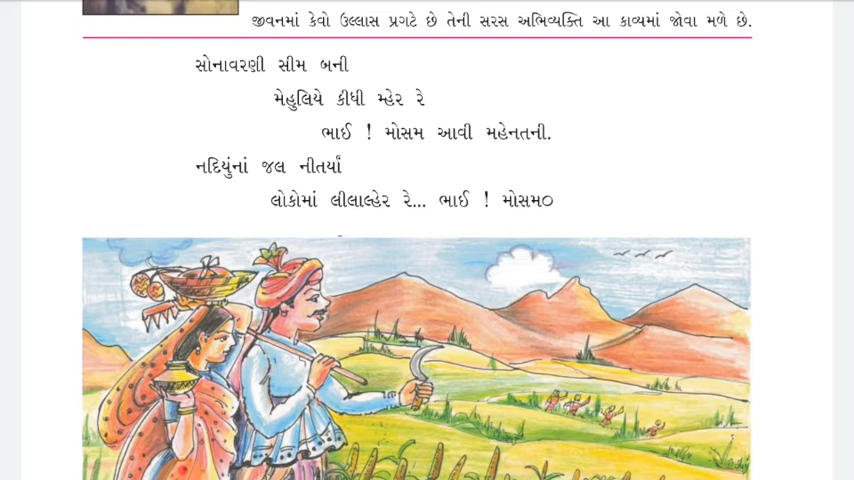 જીવનમાં કેવો ઉલ્લાસ પ્રગટે છે તેની સરસ અભિવ્યક્તિ આ કાવ્યમાં જોવા મળે છે.
સોનાવરણી સીમ બની
મેહુલિયે કીધી મ્હેર રે
ભાઈ ! મોસમ આવી મહેનતની.
નદિયુંનાં જલ નીતર્યાં
લોકોમાં લીલાલ્હેર રે... ભાઈ ! મોસમ૦